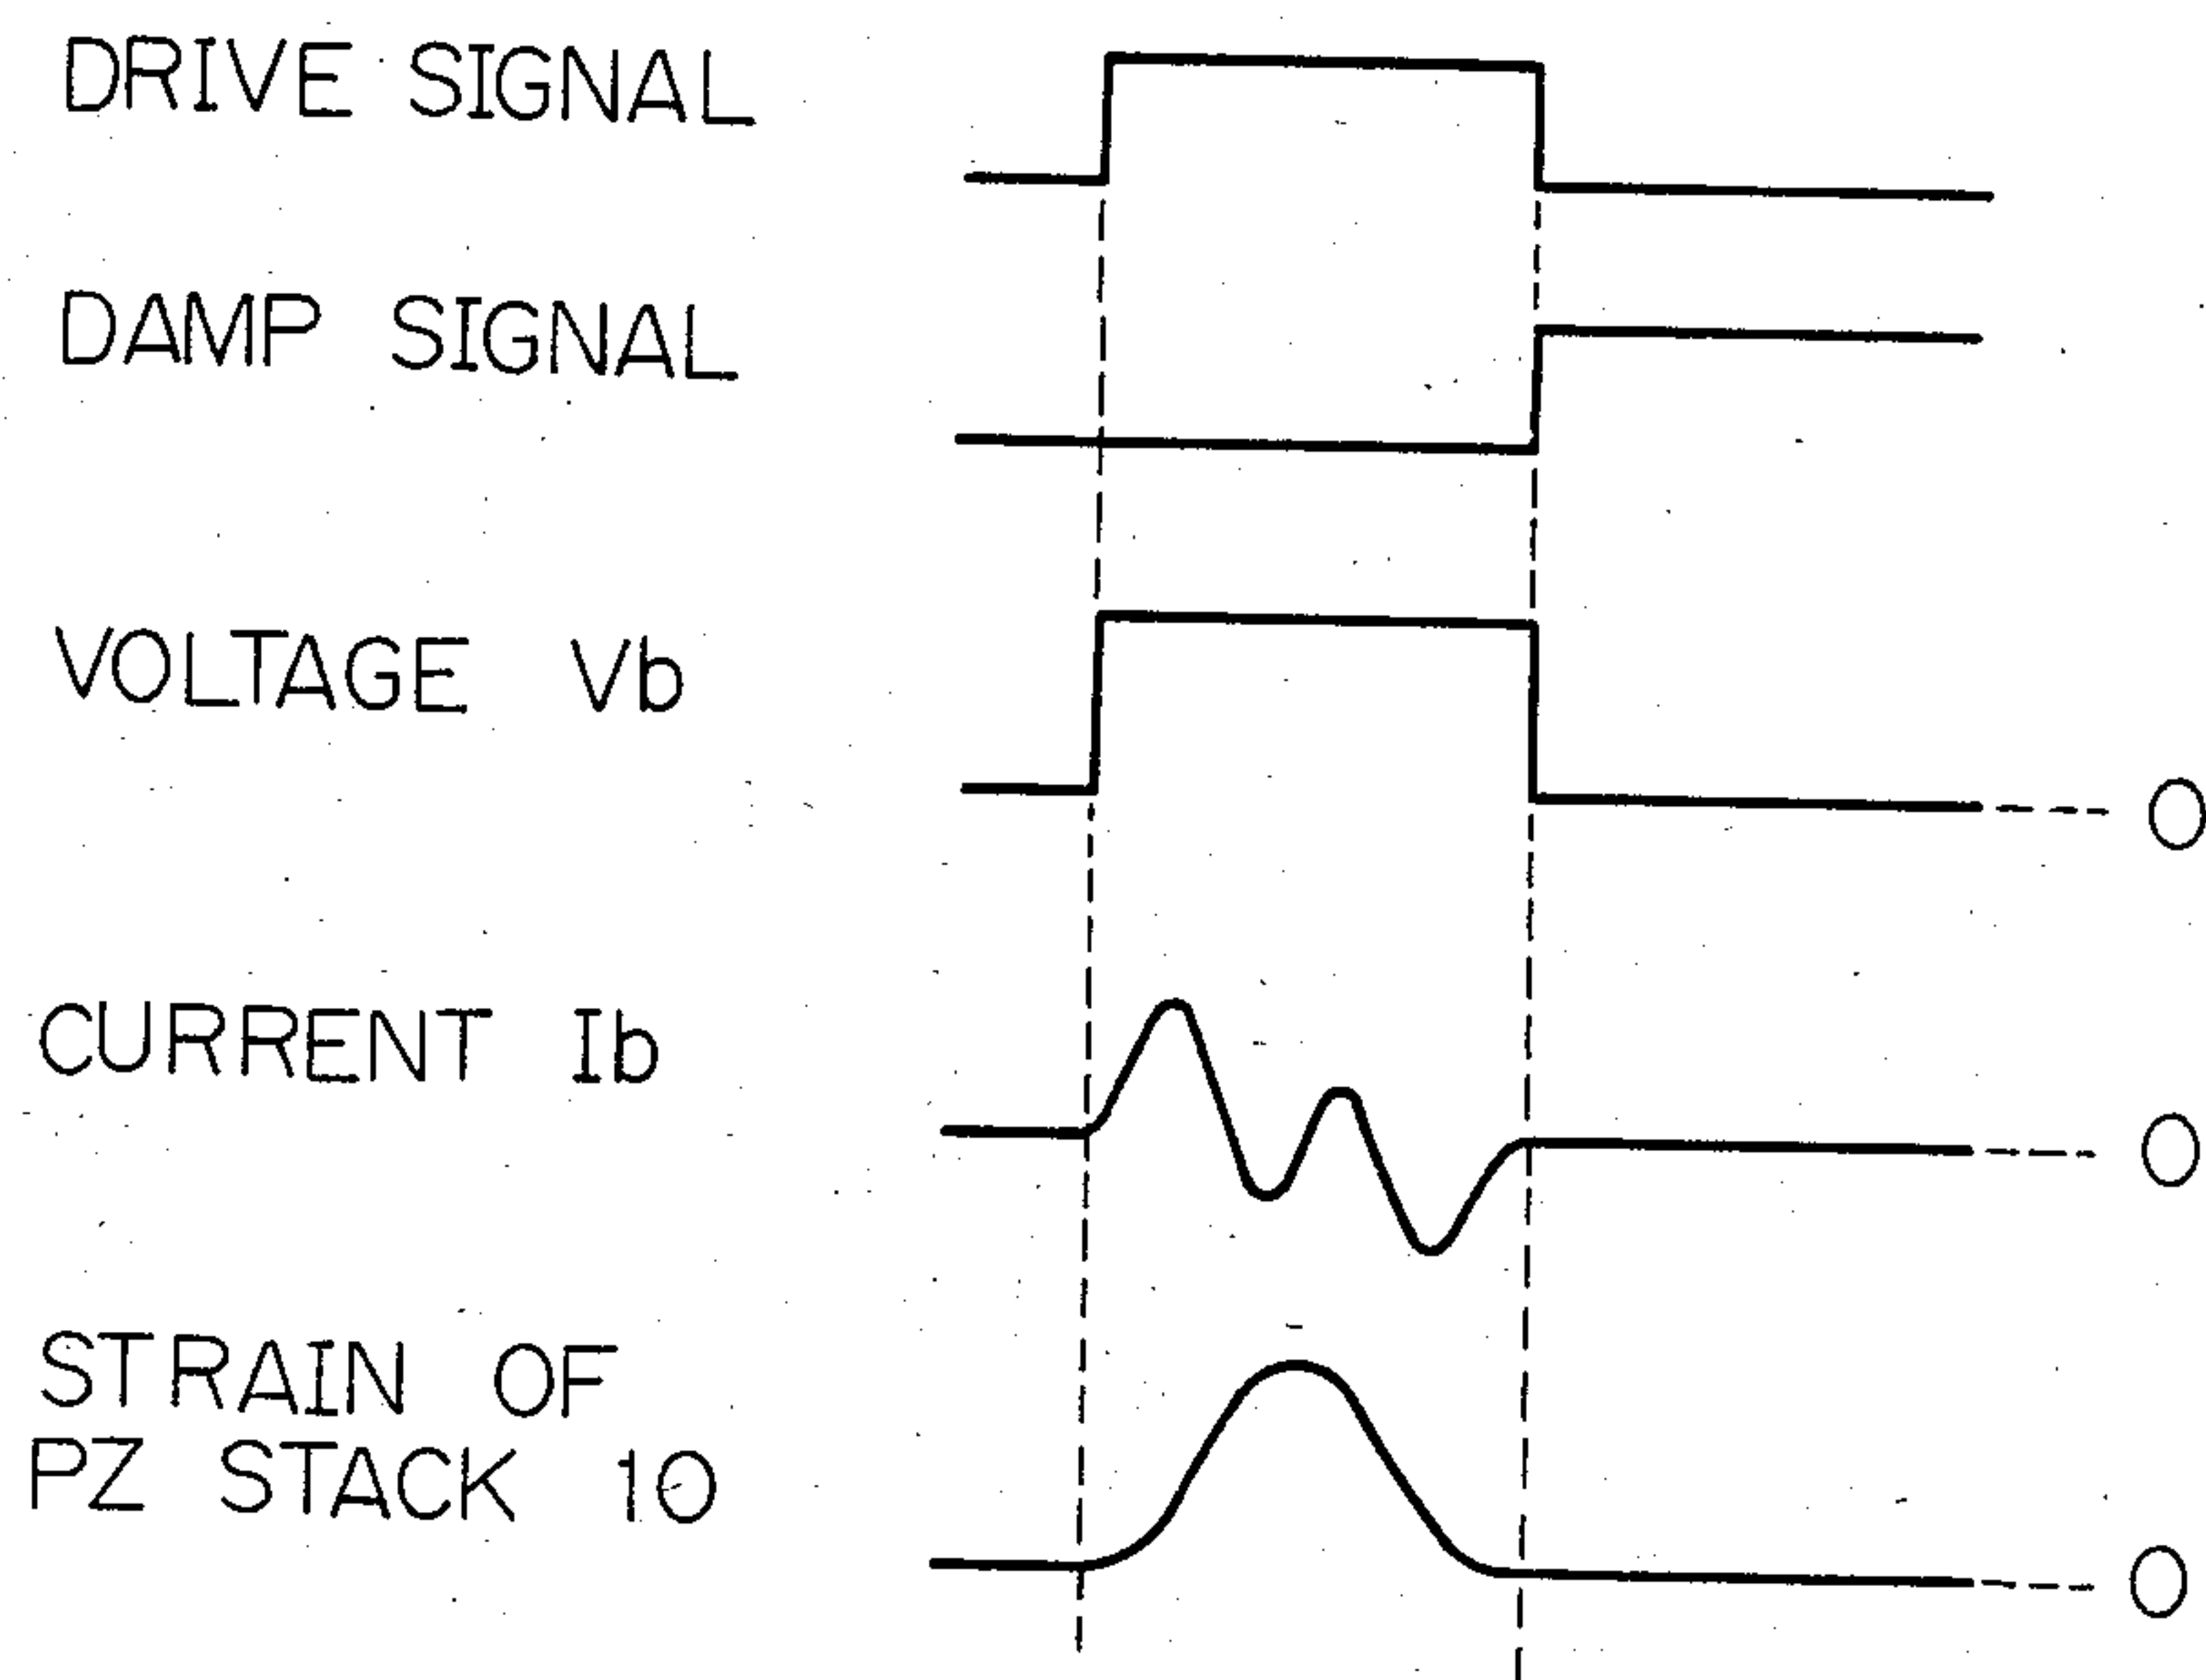 DRIVE SIGNAL
DAMP SIGNAL
VOLTAGE Vb
0
CURRENT Ib
0
STRAIN OF
PZ STACK 10
0